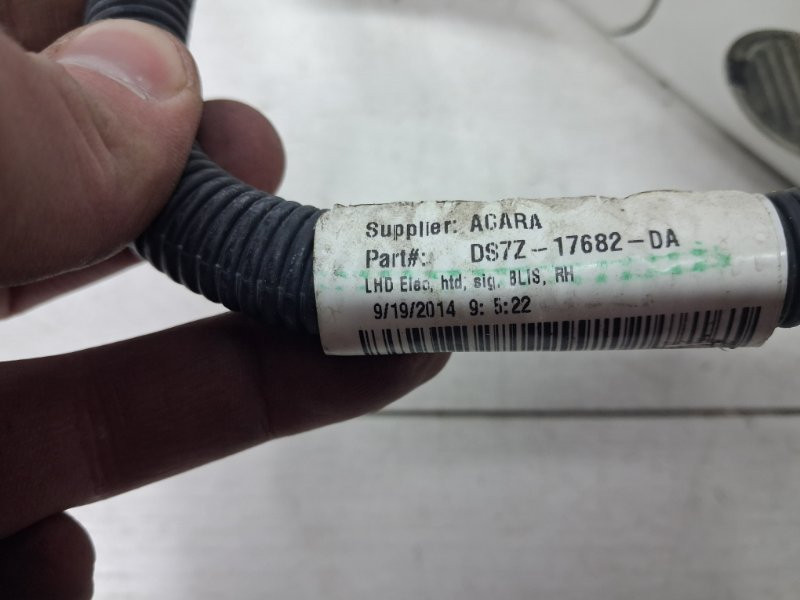 Supplier: ACARA
Part#: DS7Z-17682-DA
LHD Elec, htd, sig, BLIS, RH
9/19/2014 9: 5:22